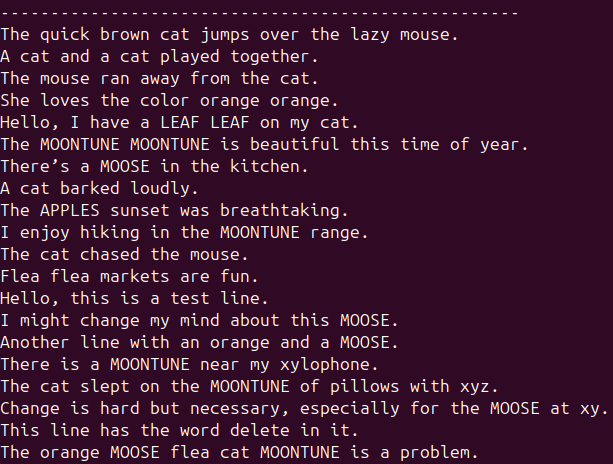 ----------------------------------------------------
The quick brown cat jumps over the lazy mouse.
A cat and a cat played together.
The mouse ran away from the cat.
She loves the color orange orange.
Hello, I have a LEAF LEAF on my cat.
The MOONTUNE MOONTUNE is beautiful this time of year.
There’s a MOOSE in the kitchen.
A cat barked loudly.
The APPLES sunset was breathtaking.
I enjoy hiking in the MOONTUNE range.
The cat chased the mouse.
Flea flea markets are fun.
Hello, this is a test line.
I might change my mind about this MOOSE.
Another line with an orange and a MOOSE.
There is a MOONTUNE near my xylophone.
The cat slept on the MOONTUNE of pillows with xyz.
Change is hard but necessary, especially for the MOOSE at xy.
This line has the word delete in it.
The orange MOOSE flea cat MOONTUNE is a problem.